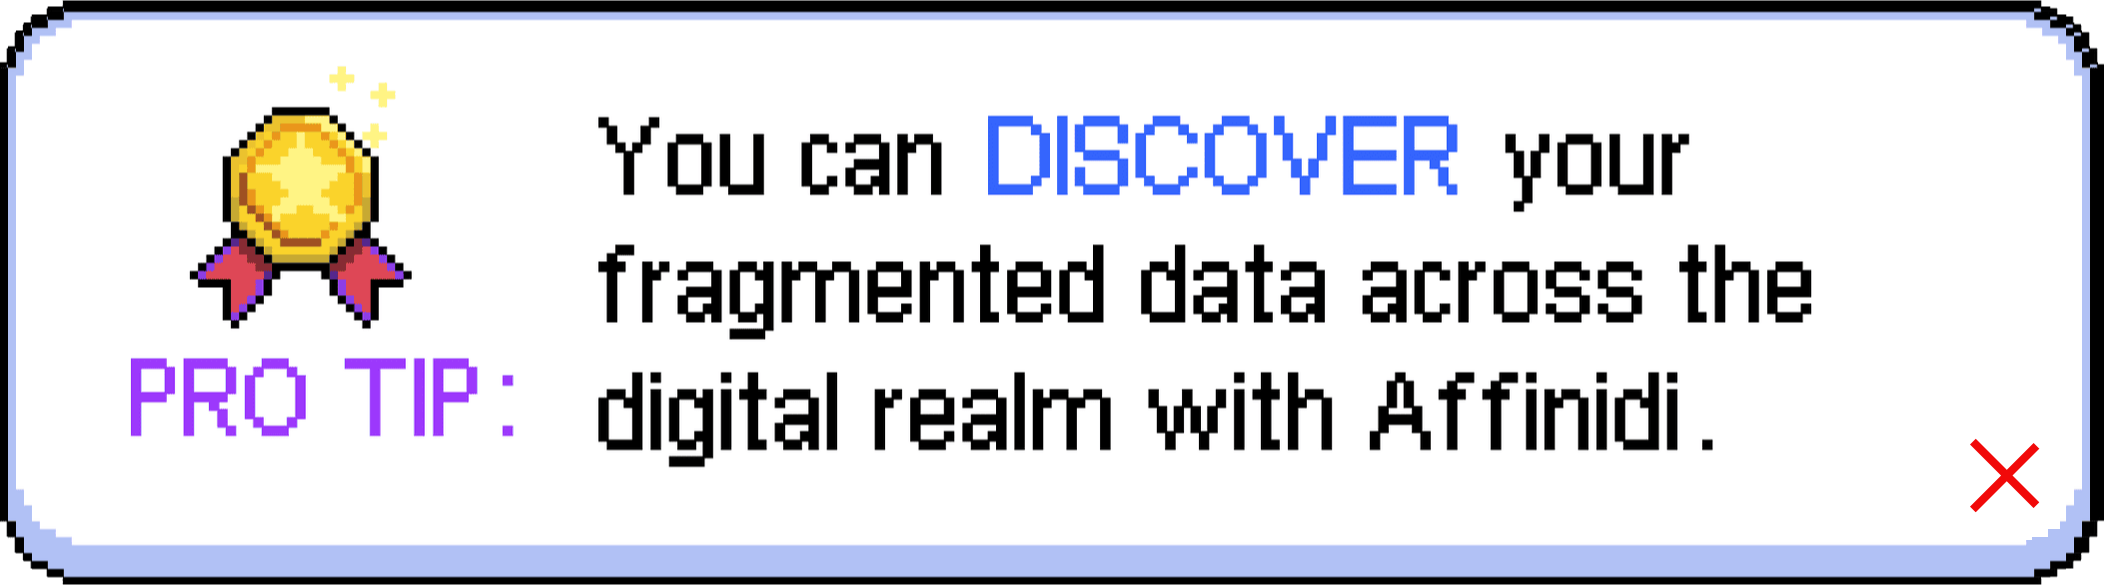 PRO TIP:
You can DISCOVER your
fragmented data across the
digital realm with Affinidi.